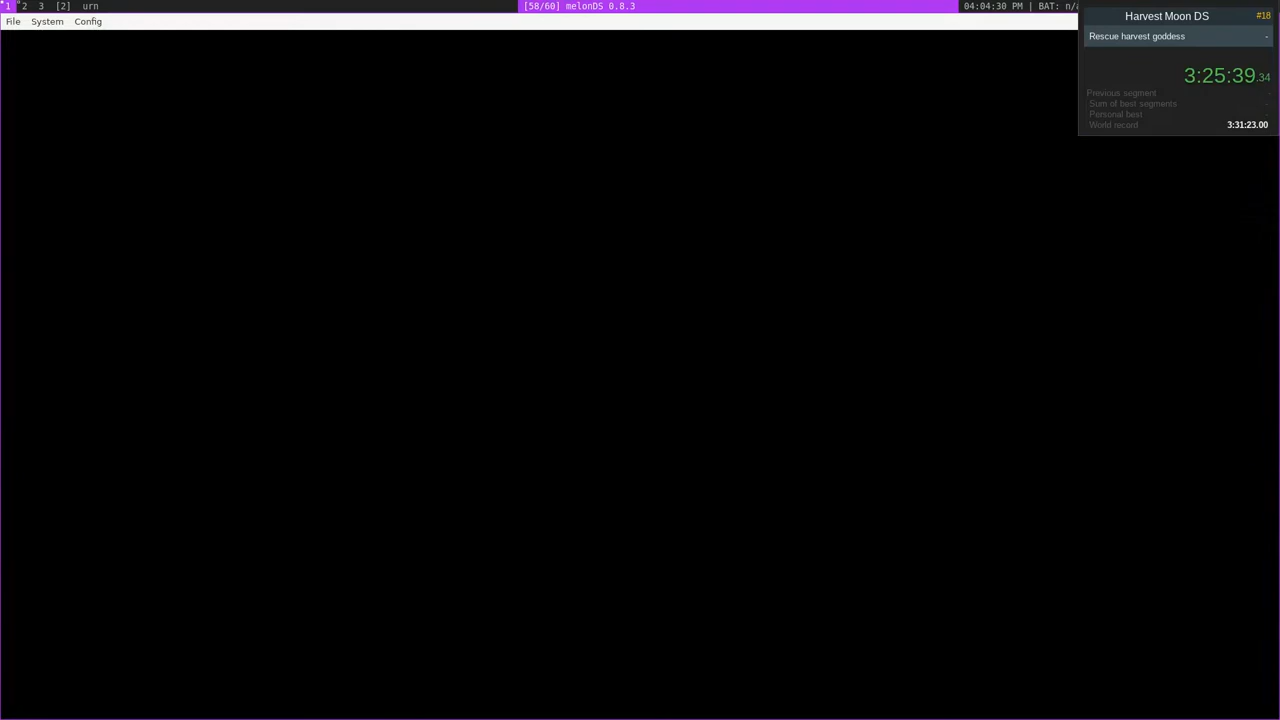 1 2 3 [2] urn
[58/60] melonDS 0.8.3
04:04:30 PM | BAT: n/a
File System Config
Harvest Moon DS #18
Rescue harvest goddess -
3:25:39.34
Previous segment -
Sum of best segments -
Personal best -
World record 3:31:23.00